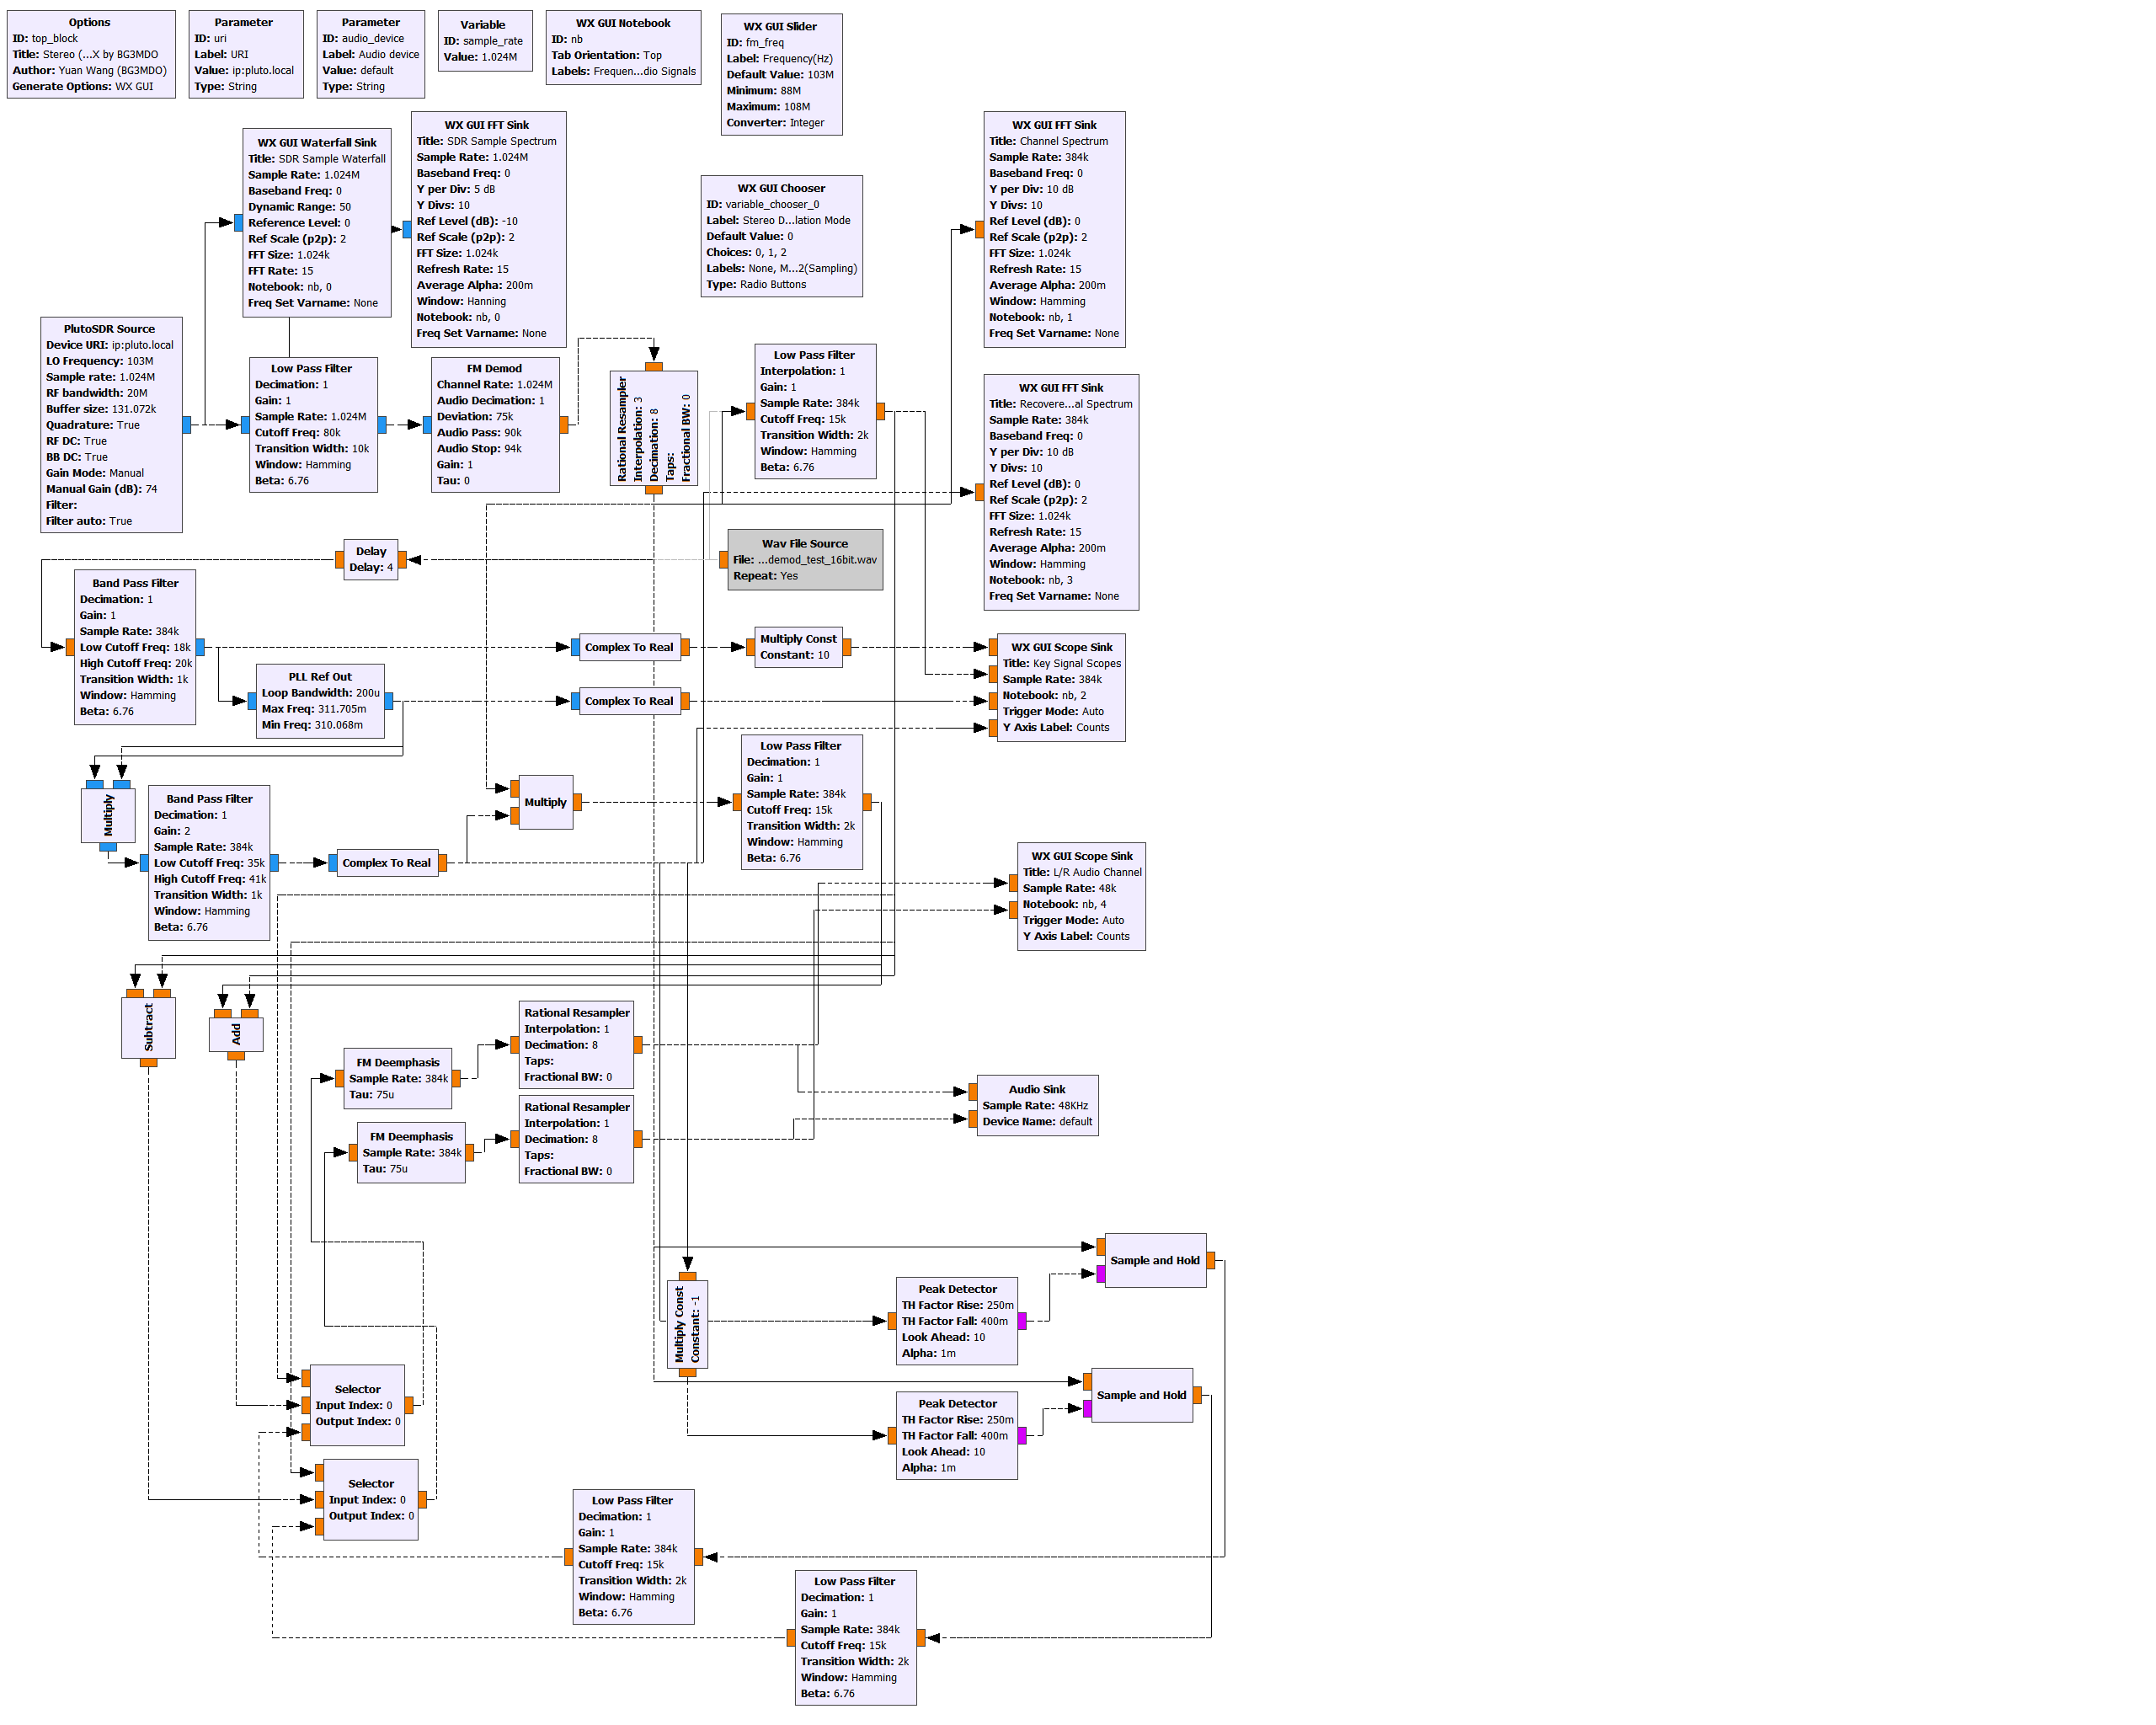 Options
ID: top_block
Title: Stereo (...X by BG3MDO
Author: Yuan Wang (BG3MDO)
Generate Options: WX GUI
Parameter
ID: uri
Label: URI
Value: ip:pluto.local
Type: String
Parameter
ID: audio_device
Label: Audio device
Value: default
Type: String
Variable
ID: sample_rate
Value: 1.024M
WX GUI Notebook
ID: nb
Tab Orientation: Top
Labels: Frequen...dio Signals
WX GUI Slider
ID: fm_freq
Label: Frequency(Hz)
Default Value: 103M
Minimum: 88M
Maximum: 108M
Converter: Integer
WX GUI Waterfall Sink
Title: SDR Sample Waterfall
Sample Rate: 1.024M
Baseband Freq: 0
Dynamic Range: 50
Reference Level: 0
Ref Scale (p2p): 2
FFT Size: 1.024k
FFT Rate: 15
Notebook: nb, 0
Freq Set Varname: None
WX GUI FFT Sink
Title: SDR Sample Spectrum
Sample Rate: 1.024M
Baseband Freq: 0
Y per Div: 5 dB
Y Divs: 10
Ref Level (dB): -10
Ref Scale (p2p): 2
FFT Size: 1.024k
Refresh Rate: 15
Average Alpha: 200m
Window: Hanning
Notebook: nb, 0
Freq Set Varname: None
WX GUI Chooser
ID: variable_chooser_0
Label: Stereo D...lation Mode
Default Value: 0
Choices: 0, 1, 2
Labels: None, M...2(Sampling)
Type: Radio Buttons
WX GUI FFT Sink
Title: Channel Spectrum
Sample Rate: 384k
Baseband Freq: 0
Y per Div: 10 dB
Y Divs: 10
Ref Level (dB): 0
Ref Scale (p2p): 2
FFT Size: 1.024k
Refresh Rate: 15
Average Alpha: 200m
Window: Hamming
Notebook: nb, 1
Freq Set Varname: None
PlutoSDR Source
Device URI: ip:pluto.local
LO Frequency: 103M
Sample rate: 1.024M
RF bandwidth: 20M
Buffer size: 131.072k
Quadrature: True
RF DC: True
BB DC: True
Gain Mode: Manual
Manual Gain (dB): 74
Filter:
Filter auto: True
Low Pass Filter
Decimation: 1
Gain: 1
Sample Rate: 1.024M
Cutoff Freq: 80k
Transition Width: 10k
Window: Hamming
Beta: 6.76
FM Demod
Channel Rate: 1.024M
Audio Decimation: 1
Deviation: 75k
Audio Pass: 90k
Audio Stop: 94k
Gain: 1
Tau: 0
Rational Resampler
Interpolation: 3
Decimation: 8
Taps:
Fractional BW: 0
Low Pass Filter
Interpolation: 1
Gain: 1
Sample Rate: 384k
Cutoff Freq: 15k
Transition Width: 2k
Window: Hamming
Beta: 6.76
WX GUI FFT Sink
Title: Recovere...al Spectrum
Sample Rate: 384k
Baseband Freq: 0
Y per Div: 10 dB
Y Divs: 10
Ref Level (dB): 0
Ref Scale (p2p): 2
FFT Size: 1.024k
Refresh Rate: 15
Average Alpha: 200m
Window: Hamming
Notebook: nb, 3
Freq Set Varname: None
Delay
Delay: 4
Wav File Source
File: ...demod_test_16bit.wav
Repeat: Yes
Band Pass Filter
Decimation: 1
Gain: 1
Sample Rate: 384k
Low Cutoff Freq: 18k
High Cutoff Freq: 20k
Transition Width: 1k
Window: Hamming
Beta: 6.76
Complex To Real
Multiply Const
Constant: 10
WX GUI Scope Sink
Title: Key Signal Scopes
Sample Rate: 384k
Notebook: nb, 2
Trigger Mode: Auto
Y Axis Label: Counts
PLL Ref Out
Loop Bandwidth: 200u
Max Freq: 311.705m
Min Freq: 310.068m
Complex To Real
Multiply
Band Pass Filter
Decimation: 1
Gain: 2
Sample Rate: 384k
Low Cutoff Freq: 35k
High Cutoff Freq: 41k
Transition Width: 1k
Window: Hamming
Beta: 6.76
Complex To Real
Multiply
Low Pass Filter
Decimation: 1
Gain: 1
Sample Rate: 384k
Cutoff Freq: 15k
Transition Width: 2k
Window: Hamming
Beta: 6.76
WX GUI Scope Sink
Title: L/R Audio Channel
Sample Rate: 48k
Notebook: nb, 4
Trigger Mode: Auto
Y Axis Label: Counts
Subtract
Add
FM Deemphasis
Sample Rate: 384k
Tau: 75u
Rational Resampler
Interpolation: 1
Decimation: 8
Taps:
Fractional BW: 0
FM Deemphasis
Sample Rate: 384k
Tau: 75u
Rational Resampler
Interpolation: 1
Decimation: 8
Taps:
Fractional BW: 0
Audio Sink
Sample Rate: 48KHz
Device Name: default
Multiply Const
Constant: -1
Peak Detector
TH Factor Rise: 250m
TH Factor Fall: 400m
Look Ahead: 10
Alpha: 1m
Sample and Hold
Peak Detector
TH Factor Rise: 250m
TH Factor Fall: 400m
Look Ahead: 10
Alpha: 1m
Sample and Hold
Selector
Input Index: 0
Output Index: 0
Selector
Input Index: 0
Output Index: 0
Low Pass Filter
Decimation: 1
Gain: 1
Sample Rate: 384k
Cutoff Freq: 15k
Transition Width: 2k
Window: Hamming
Beta: 6.76
Low Pass Filter
Decimation: 1
Gain: 1
Sample Rate: 384k
Cutoff Freq: 15k
Transition Width: 2k
Window: Hamming
Beta: 6.76